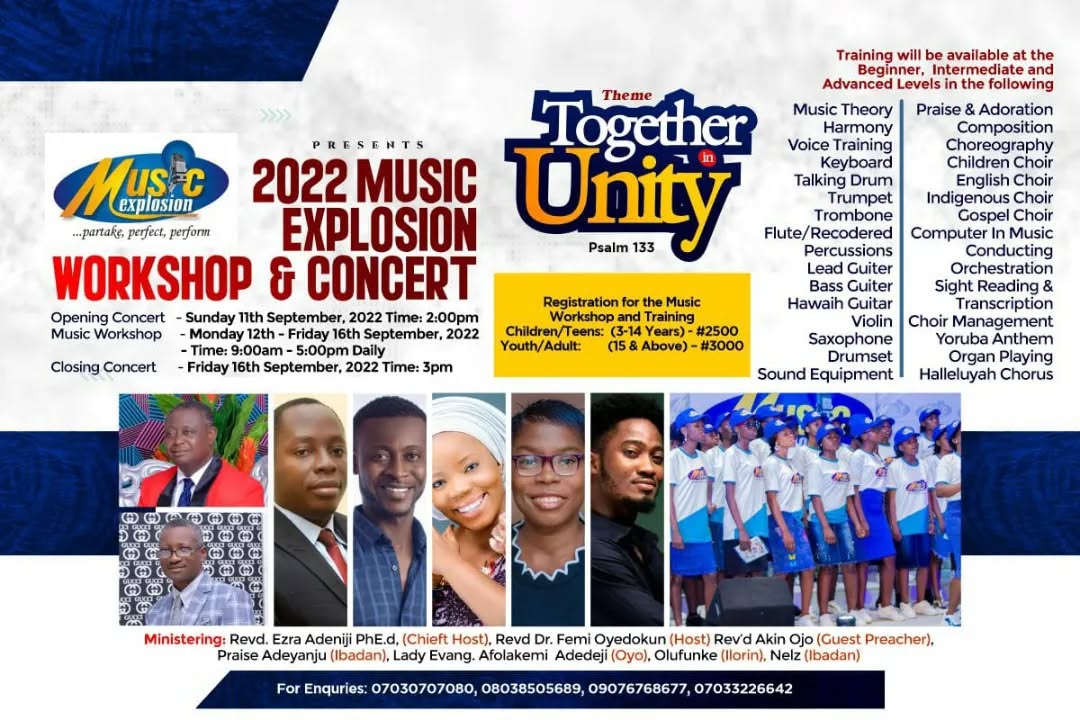 Music
explosion
...partake, perfect, perform
PRESENTS
2022 MUSIC
EXPLOSION
WORKSHOP & CONCERT
Opening Concert - Sunday 11th September, 2022 Time: 2:00pm
Music Workshop - Monday 12th - Friday 16th September, 2022
- Time: 9:00am - 5:00pm Daily
Closing Concert - Friday 16th September, 2022 Time: 3pm
Theme
Together
in
Unity
Psalm 133
Registration for the Music
Workshop and Training
Children/Teens: (3-14 Years) - #2500
Youth/Adult: (15 & Above) - #3000
Training will be available at the
Beginner, Intermediate and
Advanced Levels in the following
Music Theory
Harmony
Voice Training
Keyboard
Talking Drum
Trumpet
Trombone
Flute/Recodered
Percussions
Lead Guiter
Bass Guiter
Hawaih Guitar
Violin
Saxophone
Drumset
Sound Equipment
Praise & Adoration
Composition
Choreography
Children Choir
English Choir
Indigenous Choir
Gospel Choir
Computer In Music
Conducting
Orchestration
Sight Reading &
Transcription
Choir Management
Yoruba Anthem
Organ Playing
Halleluyah Chorus
GUCCI
Music
Ministering: Revd. Ezra Adeniji PhE.d, (Chieft Host), Revd Dr. Femi Oyedokun (Host) Rev'd Akin Ojo (Guest Preacher),
Praise Adeyanju (Ibadan), Lady Evang. Afolakemi Adedeji (Oyo), Olufunke (Ilorin), Nelz (Ibadan)
For Enquries: 07030707080, 08038505689, 09076768677, 07033226642